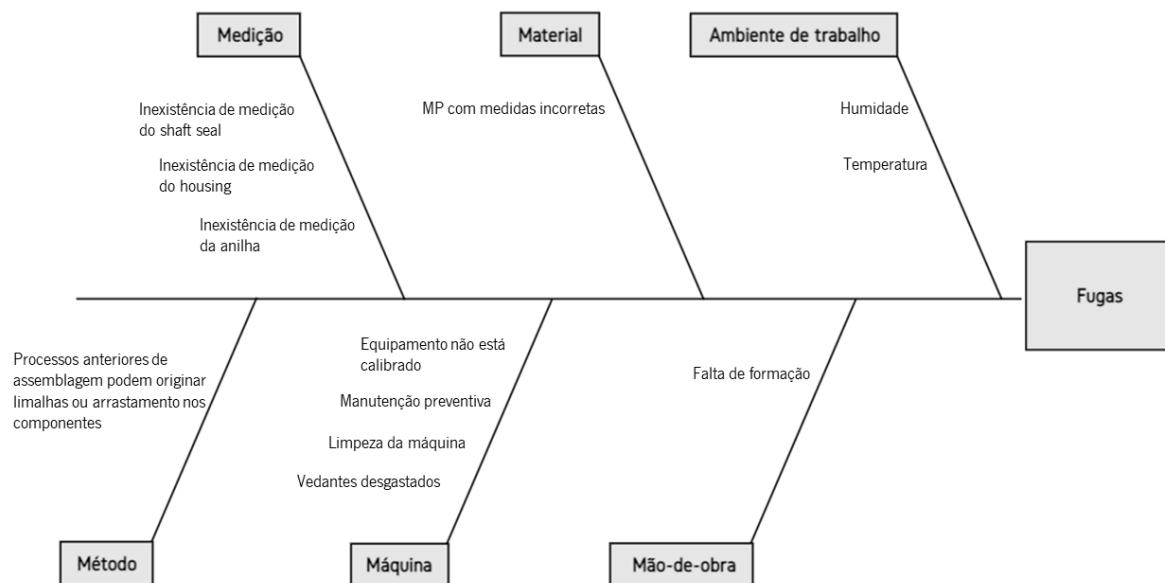 Medição
Material
Ambiente de trabalho
Inexistência de medição
do shaft seal
Inexistência de medição
do housing
Inexistência de medição
da anilha
MP com medidas incorretas
Humidade
Temperatura
Fugas
Processos anteriores de
assemblagem podem originar
limalhas ou arrastamento nos
componentes
Equipamento não está
calibrado
Manutenção preventiva
Limpeza da máquina
Vedantes desgastados
Falta de formação
Método
Máquina
Mão-de-obra